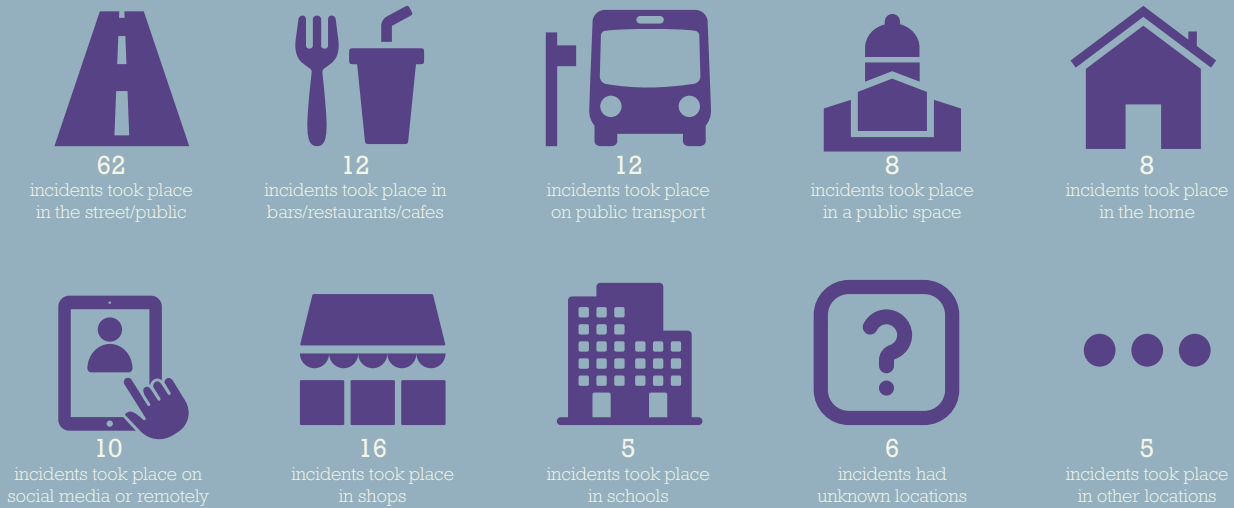 62
incidents took place
in the street/public
12
incidents took place in
bars/restaurants/cafes
12
incidents took place
on public transport
8
incidents took place
in a public space
8
incidents took place
in the home
10
incidents took place on
social media or remotely
16
incidents took place
in shops
5
incidents took place
in schools
6
incidents had
unknown locations
5
incidents took place
in other locations